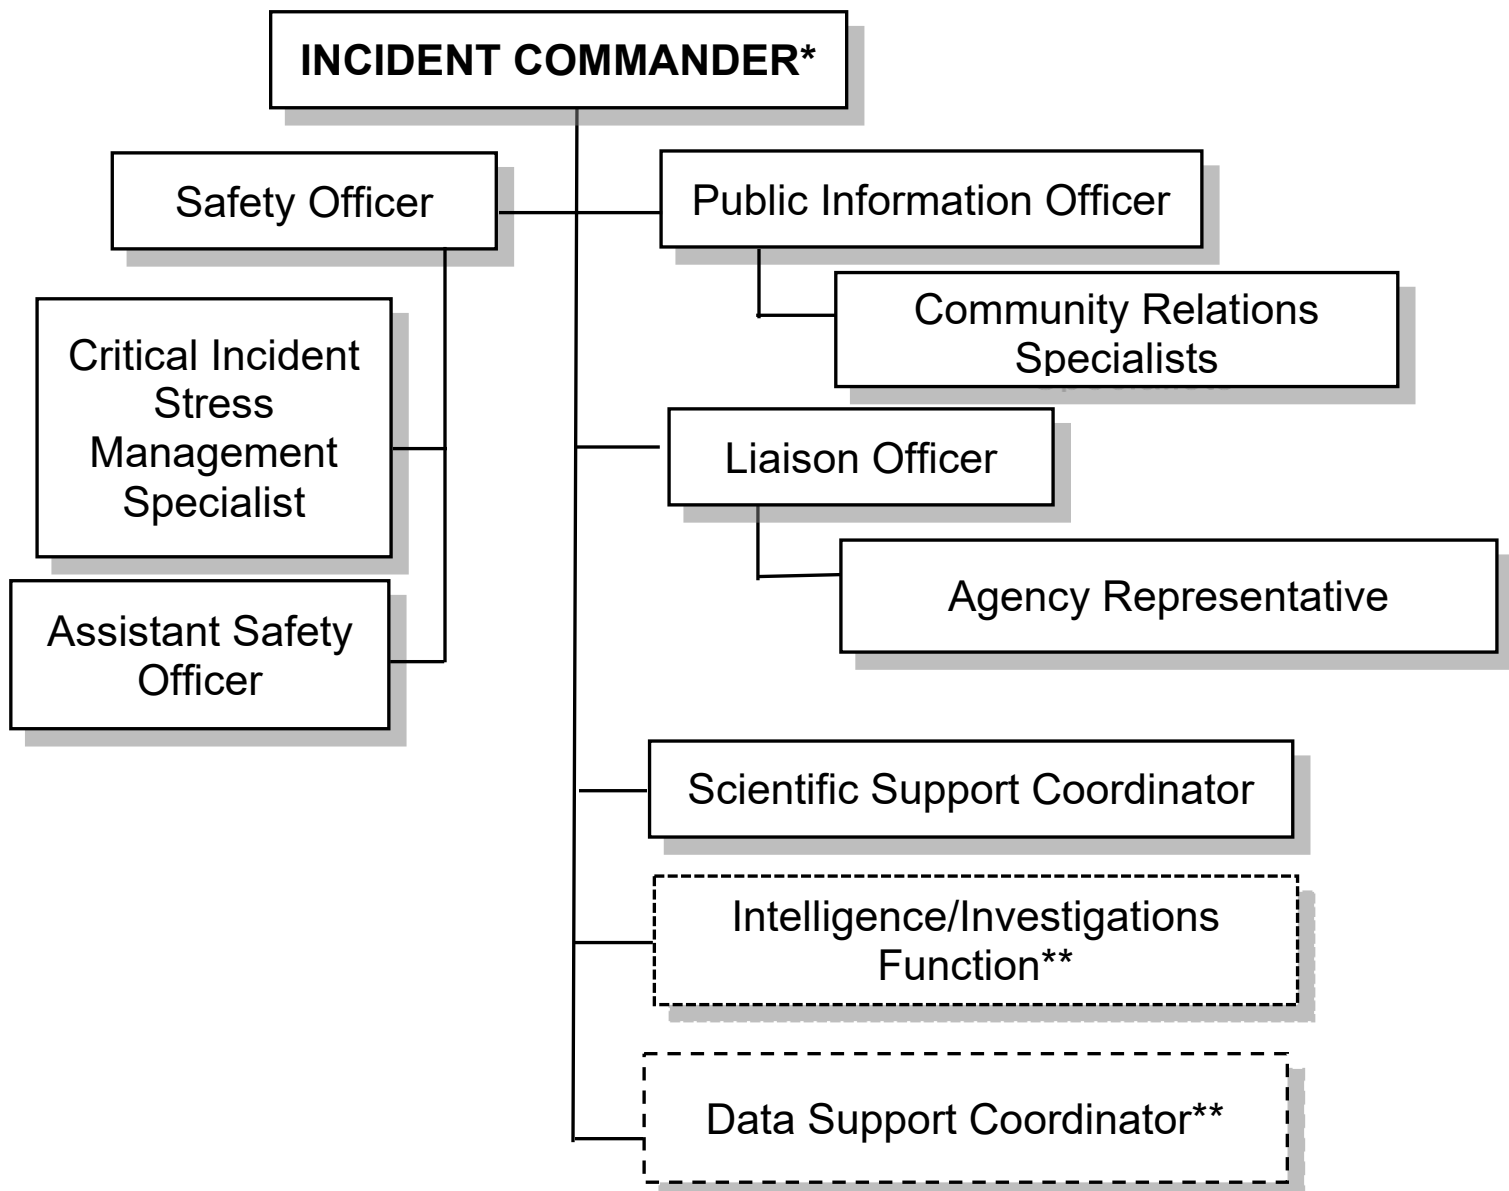 INCIDENT COMMANDER*
Safety Officer
Public Information Officer
Community Relations
Specialists
Critical Incident
Stress
Management
Specialist
Liaison Officer
Agency Representative
Assistant Safety
Officer
Scientific Support Coordinator
Intelligence/Investigations
Function**
Data Support Coordinator**